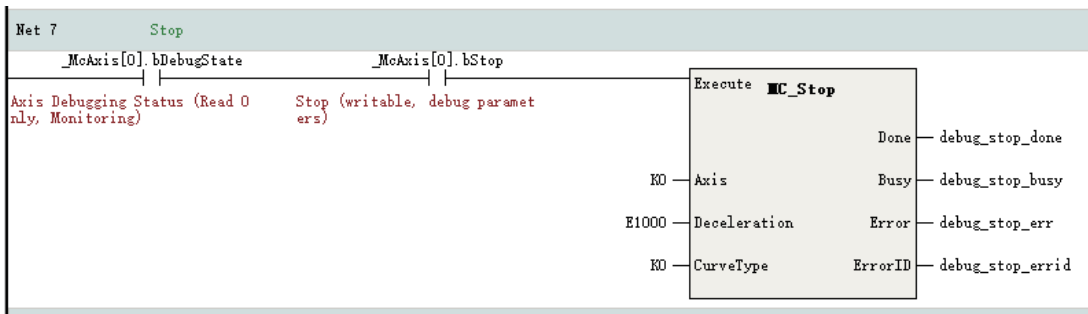 Net 7 Stop
_McAxis[0].bDebugState _McAxis[0].bStop
Axis Debugging Status (Read O
nly, Monitoring)
Stop (writable, debug paramet
ers)
Execute MC_Stop
Done debug_stop_done
K0 Axis Busy debug_stop_busy
E1000 Deceleration Error debug_stop_err
K0 CurveType ErrorID debug_stop_errid